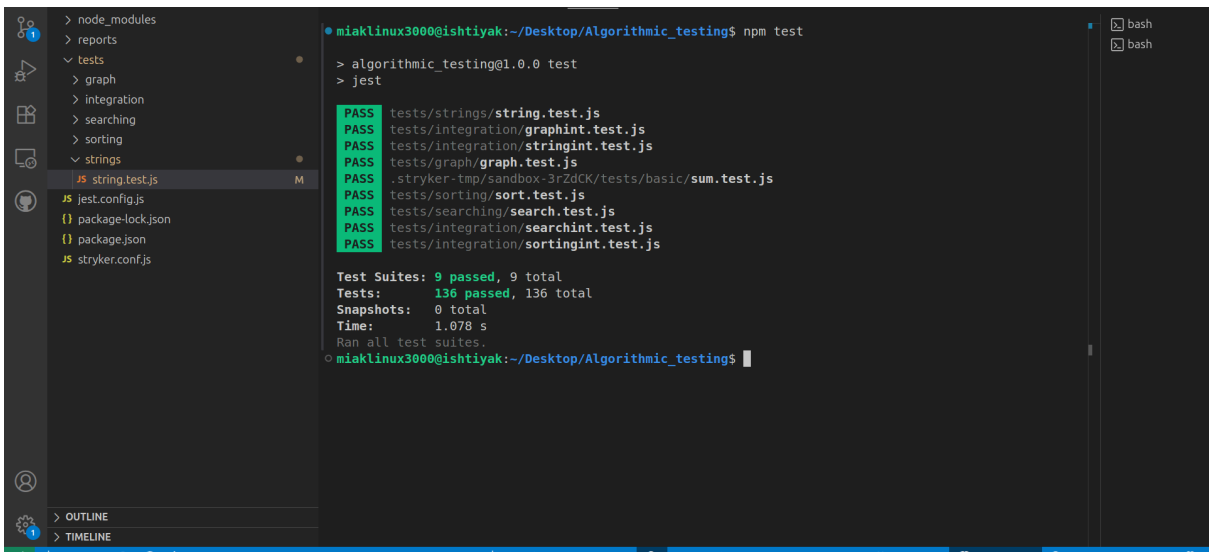 node_modules
reports
tests
graph
integration
searching
sorting
strings
JS string.test.js M
JS jest.config.js
{} package-lock.json
{} package.json
JS stryker.conf.js
OUTLINE
TIMELINE
1
1
miaklinux3000@ishtiyak:~/Desktop/Algorithmic_testing$ npm test
> algorithmic_testing@1.0.0 test
> jest
PASS tests/strings/string.test.js
PASS tests/integration/graphint.test.js
PASS tests/integration/stringint.test.js
PASS tests/graph/graph.test.js
PASS .stryker-tmp/sandbox-3rZdCK/tests/basic/sum.test.js
PASS tests/sorting/sort.test.js
PASS tests/searching/search.test.js
PASS tests/integration/searchint.test.js
PASS tests/integration/sortingint.test.js
Test Suites: 9 passed, 9 total
Tests: 136 passed, 136 total
Snapshots: 0 total
Time: 1.078 s
Ran all test suites.
miaklinux3000@ishtiyak:~/Desktop/Algorithmic_testing$
bash
bash